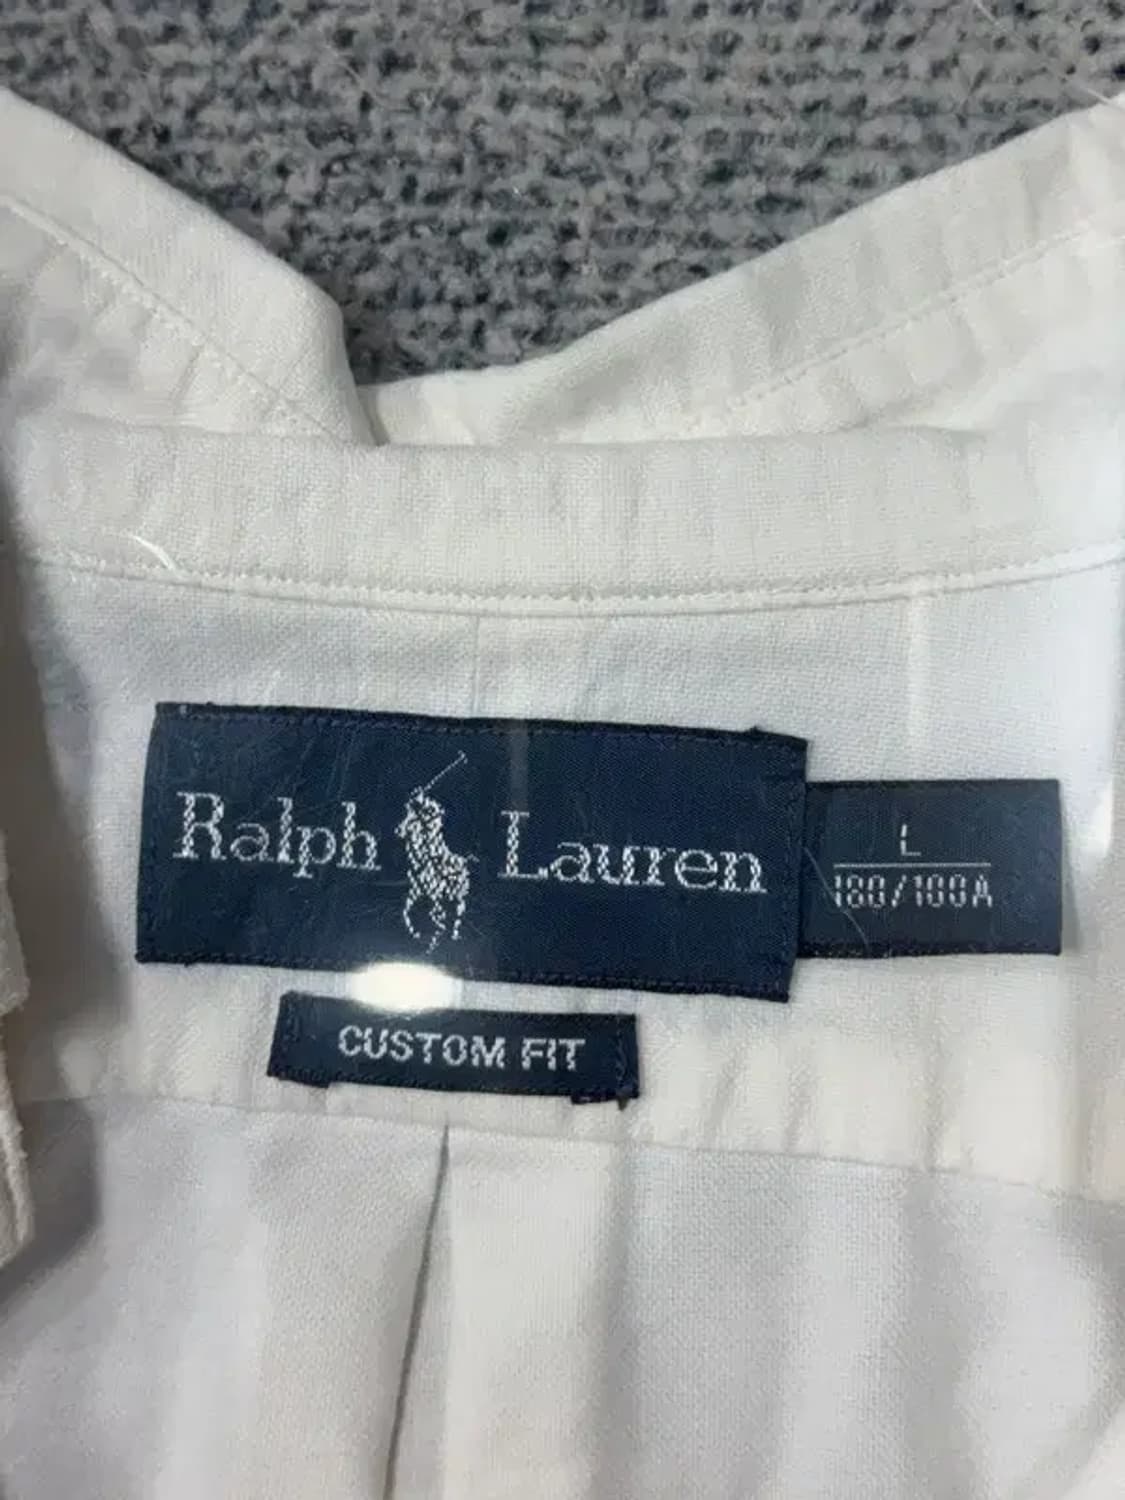 Ralph Lauren
L
180/100A
CUSTOM FIT